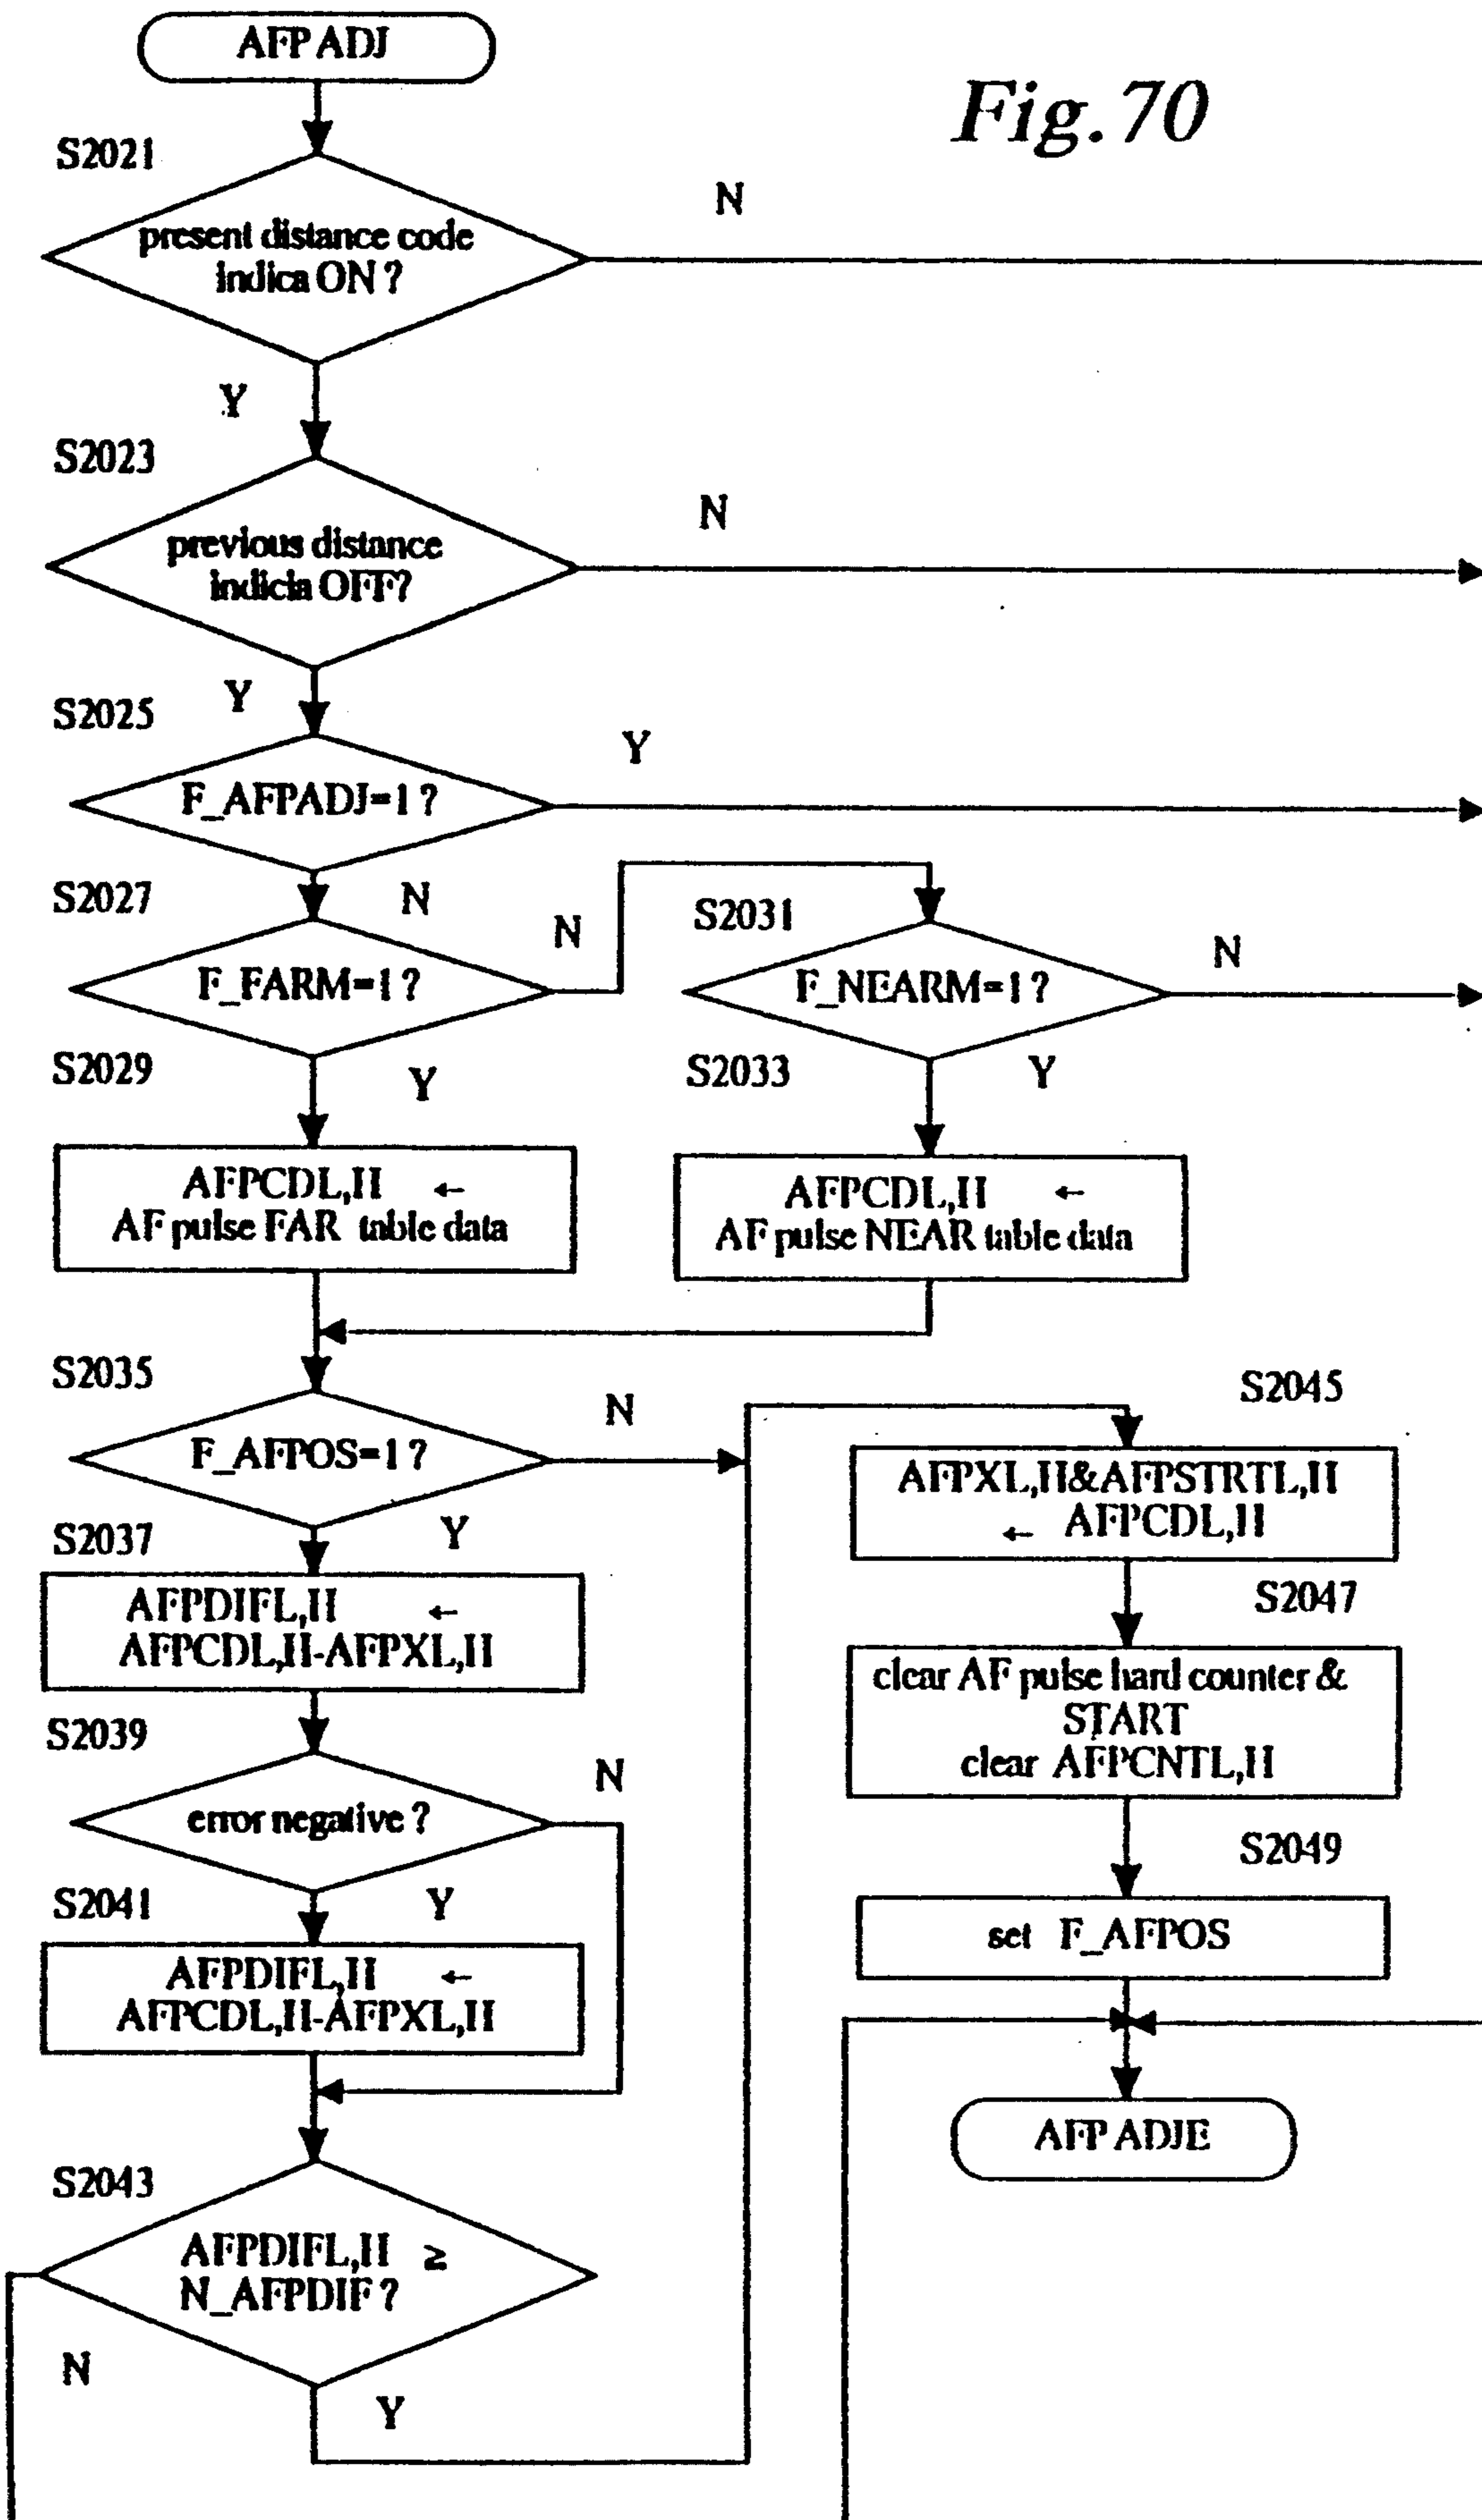 AFP ADJ
Fig. 70
S2021
present distance code
indica ON ?
N
Y
S2023
previous distance
indicia OFF?
N
Y
S2025
F_AFPADJ=1 ?
Y
N
S2027
F_FARM=1 ?
N
Y
S2031
F_NEARM=1 ?
N
Y
S2029
AFPCDL,H ←
AF pulse FAR table data
S2033
AFPCDL,H ←
AF pulse NEAR table data
S2035
F_AFPOS=1 ?
N
Y
S2037
AFPDIFL,H ←
AFPCDL,H-AFPXL,H
S2039
error negative ?
N
Y
S2041
AFPDIFL,H ←
AFPCDL,H-AFPXL,H
S2043
AFPDIFL,H ≥
N_AFPDIF ?
N
Y
S2045
AFPXL,H&AFPSTRTL,H
← AFPCDL,H
S2047
clear AF pulse hard counter &
START
clear AFPCNTL,H
S2049
set F_AFPOS
AFP ADJE